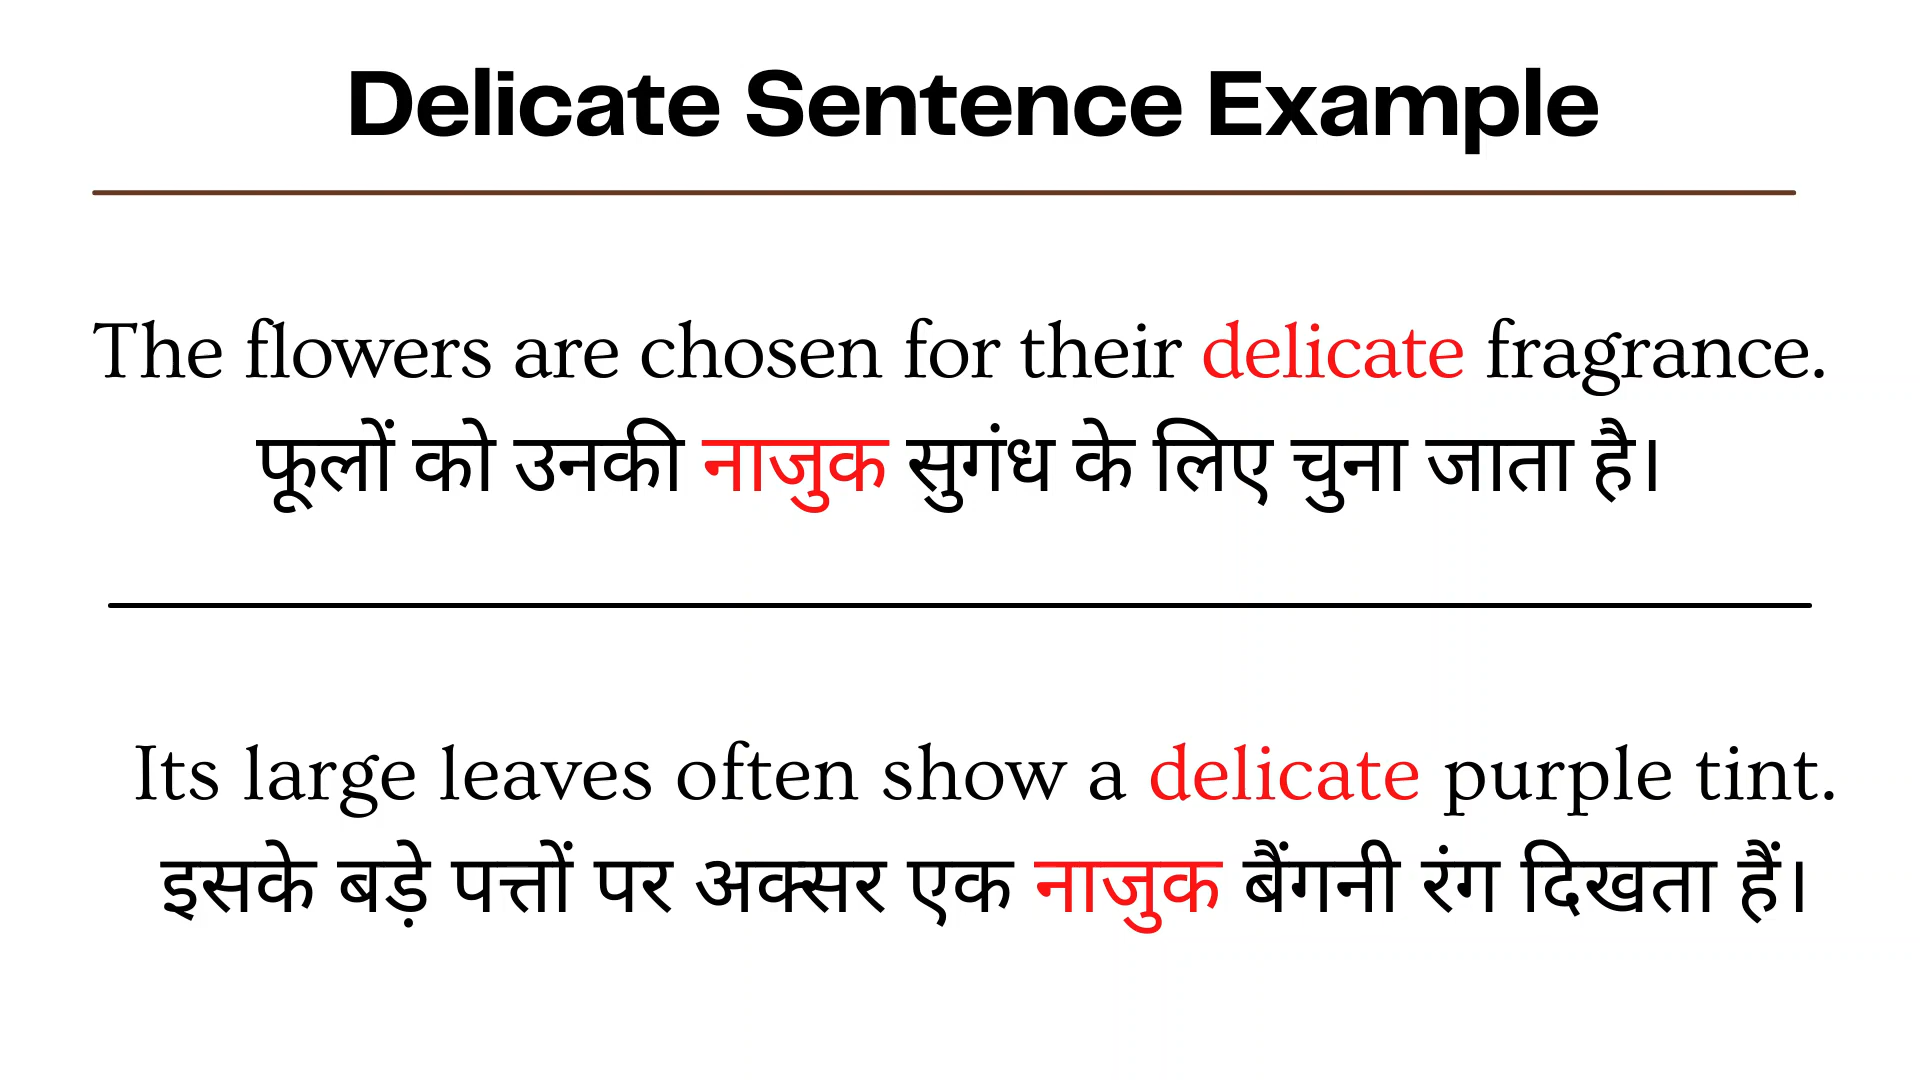 Delicate Sentence Example
The flowers are chosen for their delicate fragrance.
फूलों को उनकी नाजुक सुगंध के लिए चुना जाता है।
Its large leaves often show a delicate purple tint.
इसके बड़े पत्तों पर अक्सर एक नाजुक बैंगनी रंग दिखता हैं।